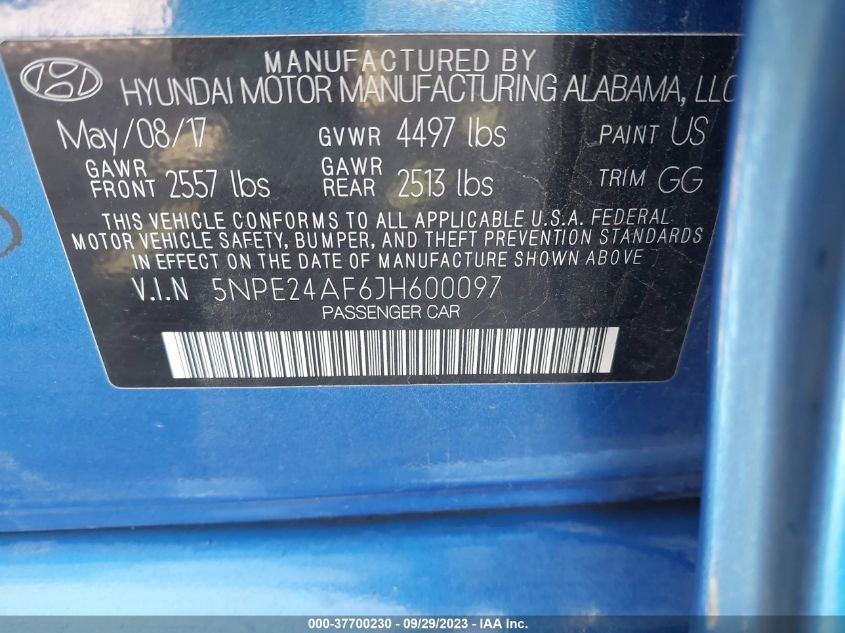 MANUFACTURED BY
HYUNDAI MOTOR MANUFACTURING ALABAMA, LLC
May/08/17 GVWR 4497 lbs PAINT US
GAWR FRONT 2557 lbs GAWR REAR 2513 lbs TRIM GG
THIS VEHICLE CONFORMS TO ALL APPLICABLE U.S.A. FEDERAL
MOTOR VEHICLE SAFETY, BUMPER, AND THEFT PREVENTION STANDARDS
IN EFFECT ON THE DATE OF MANUFACTURE SHOWN ABOVE
V.I.N 5NPE24AF6JH600097
PASSENGER CAR
000-37700230 - 09/29/2023 - IAA Inc.